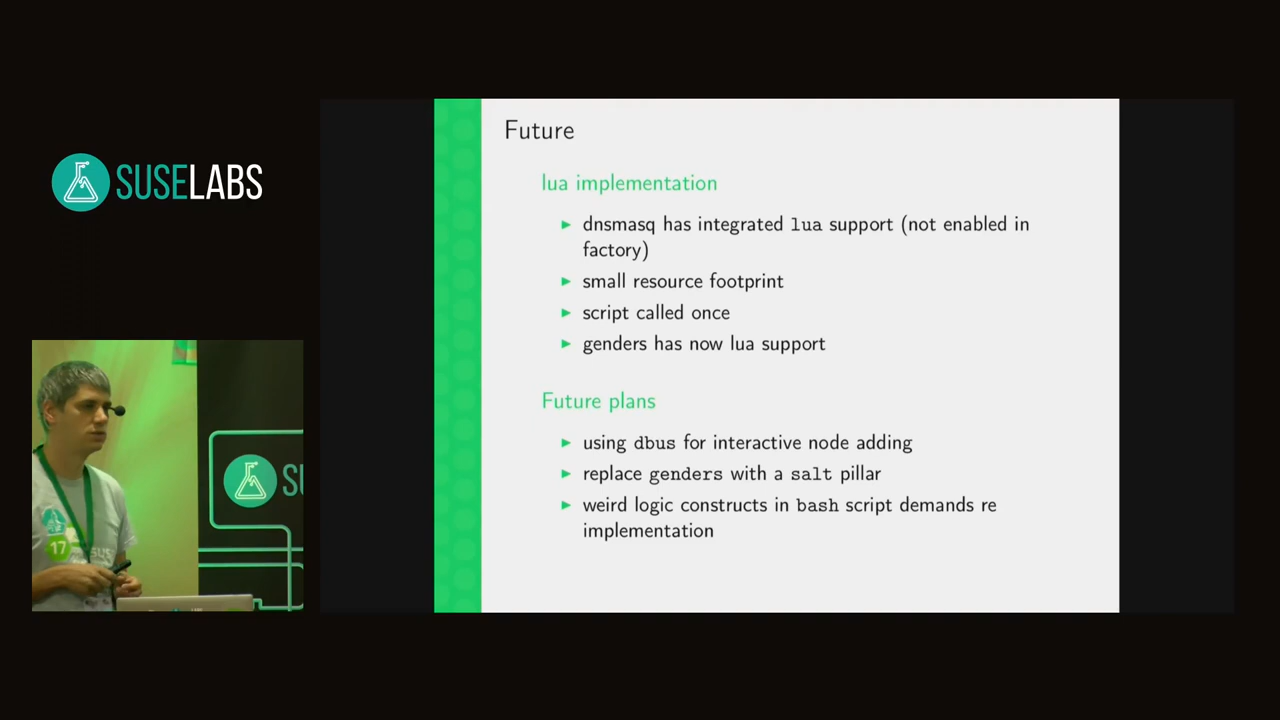 SUSELABS
Future
lua implementation
dnsmasq has integrated lua support (not enabled in
factory)
small resource footprint
script called once
genders has now lua support
Future plans
using dbus for interactive node adding
replace genders with a salt pillar
weird logic constructs in bash script demands re
implementation
SU
17